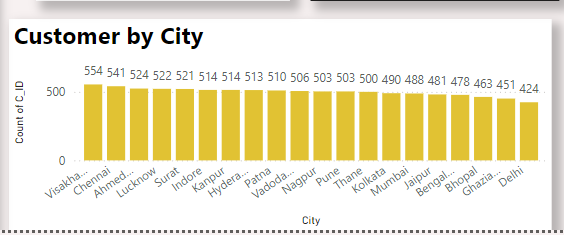 Customer by City
554 541 524 522 521 514 514 513 510 506 503 503 500 490 488 481 478 463 451 424
Count of C_ID
500
0
Visakha... Chennai Ahmed... Lucknow Surat Indore Kanpur Hydera... Patna Vadoda... Nagpur Pune Thane Kolkata Mumbai Jaipur Bengal... Bhopal Ghazia... Delhi
City